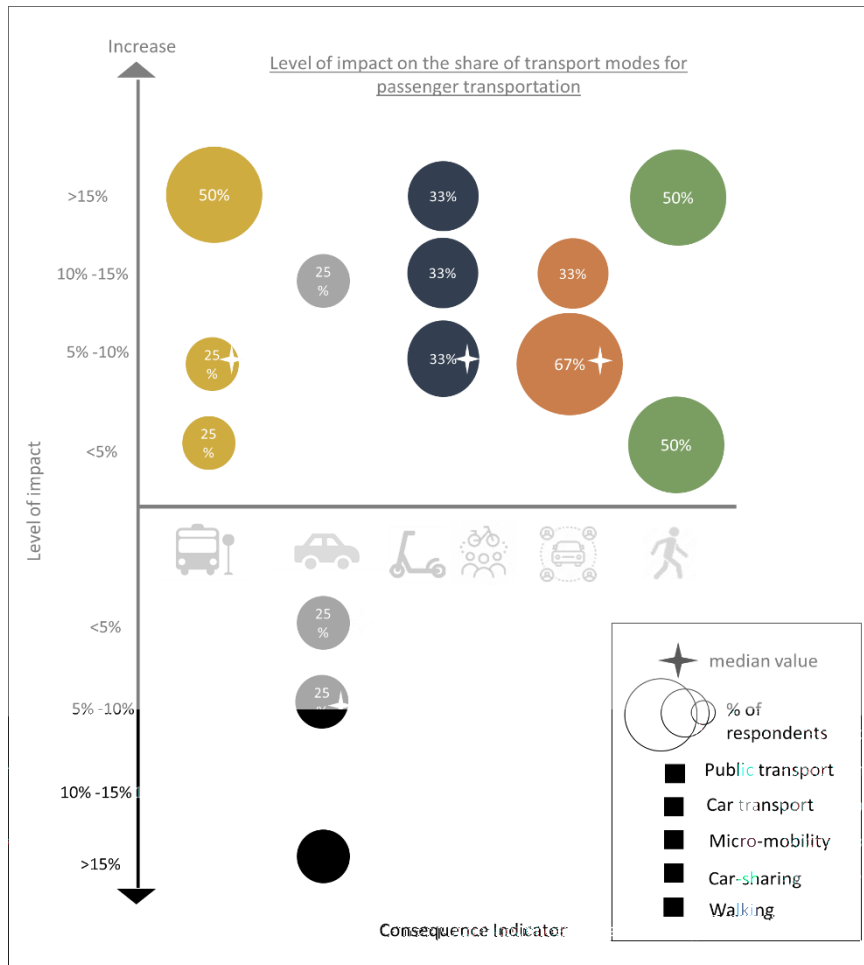 Increase
Level of impact on the share of transport modes for
passenger transportation
>15%
50%
33%
50%
10% -15%
25
%
33%
33%
5% -10%
25
%
33%
67%
<5%
25
%
50%
Level of impact
<5%
25
%
5% -10%
25
10% -15%
>15%
median value
% of
respondents
Public transport
Car transport
Micro-mobility
Car-sharing
Walking
Consequence Indicator